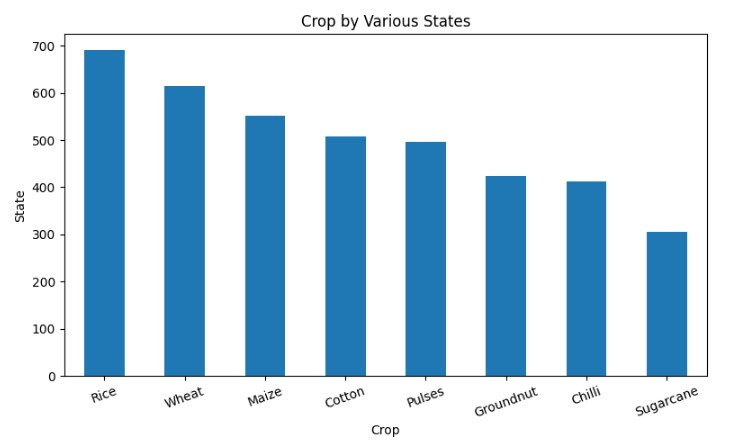 Crop by Various States
State
700
600
500
400
300
200
100
0
Rice
Wheat
Maize
Cotton
Pulses
Groundnut
Chilli
Sugarcane
Crop